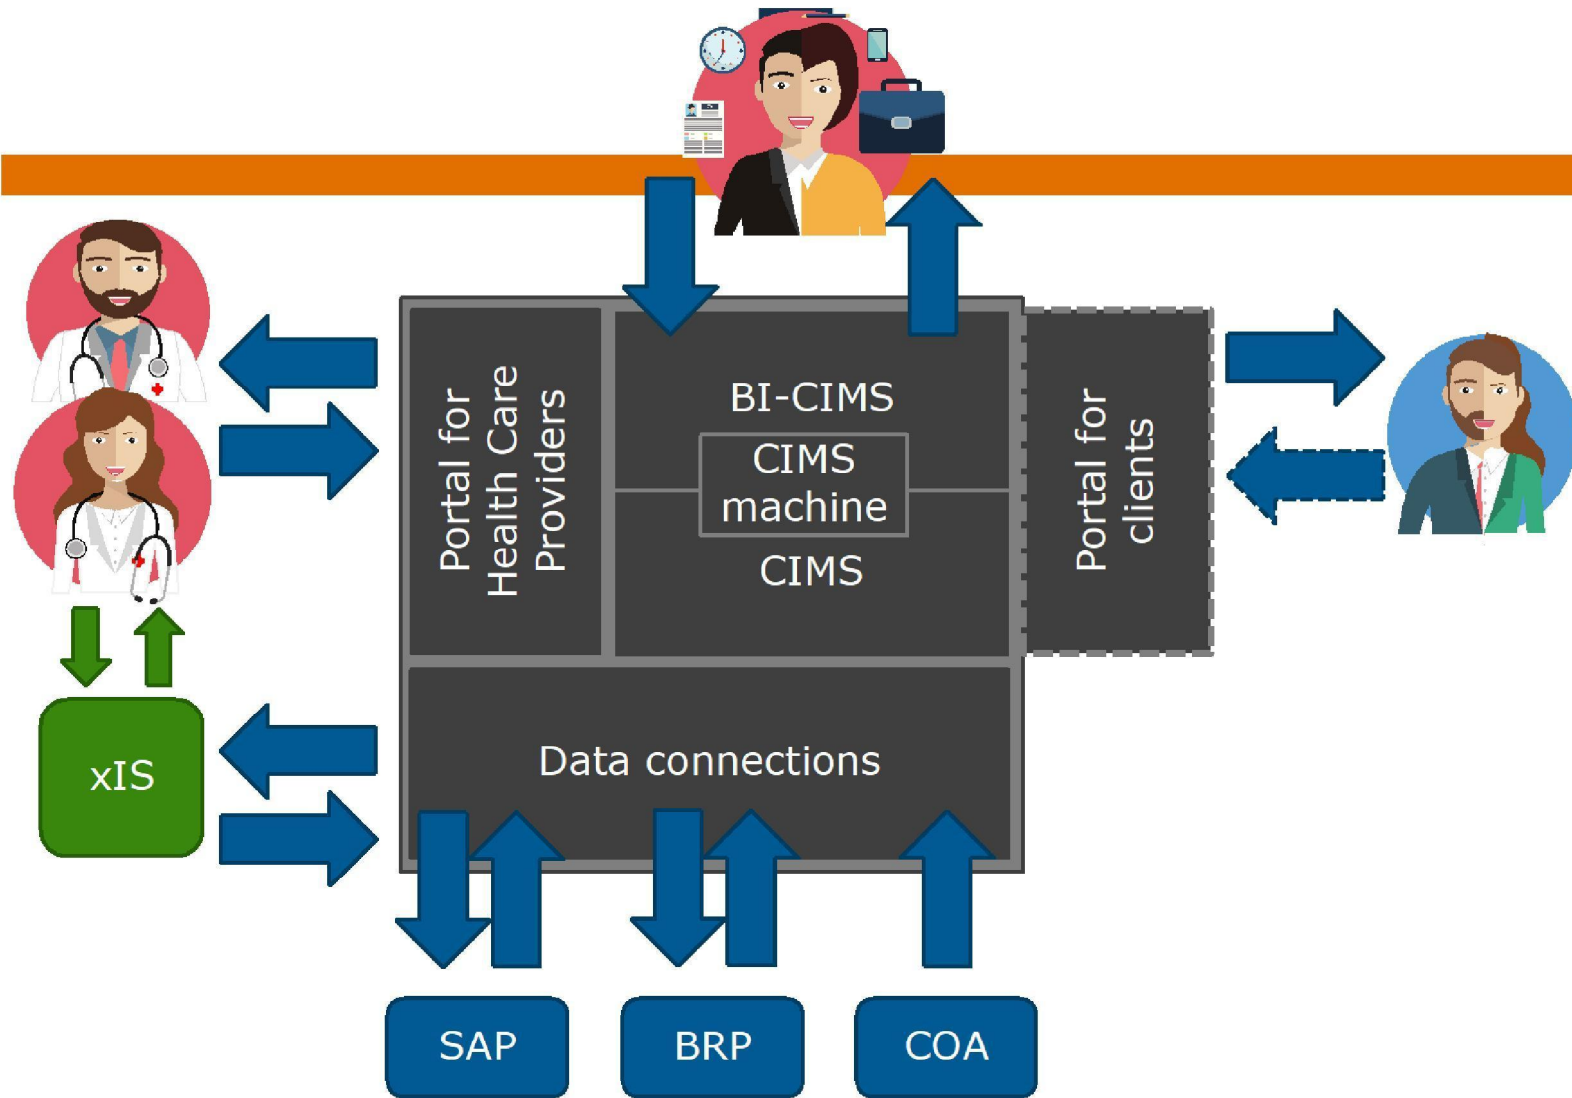 Portal for
Health Care
Providers
BI-CIMS
CIMS
machine
CIMS
Portal for
clients
xIS
Data connections
SAP
BRP
COA